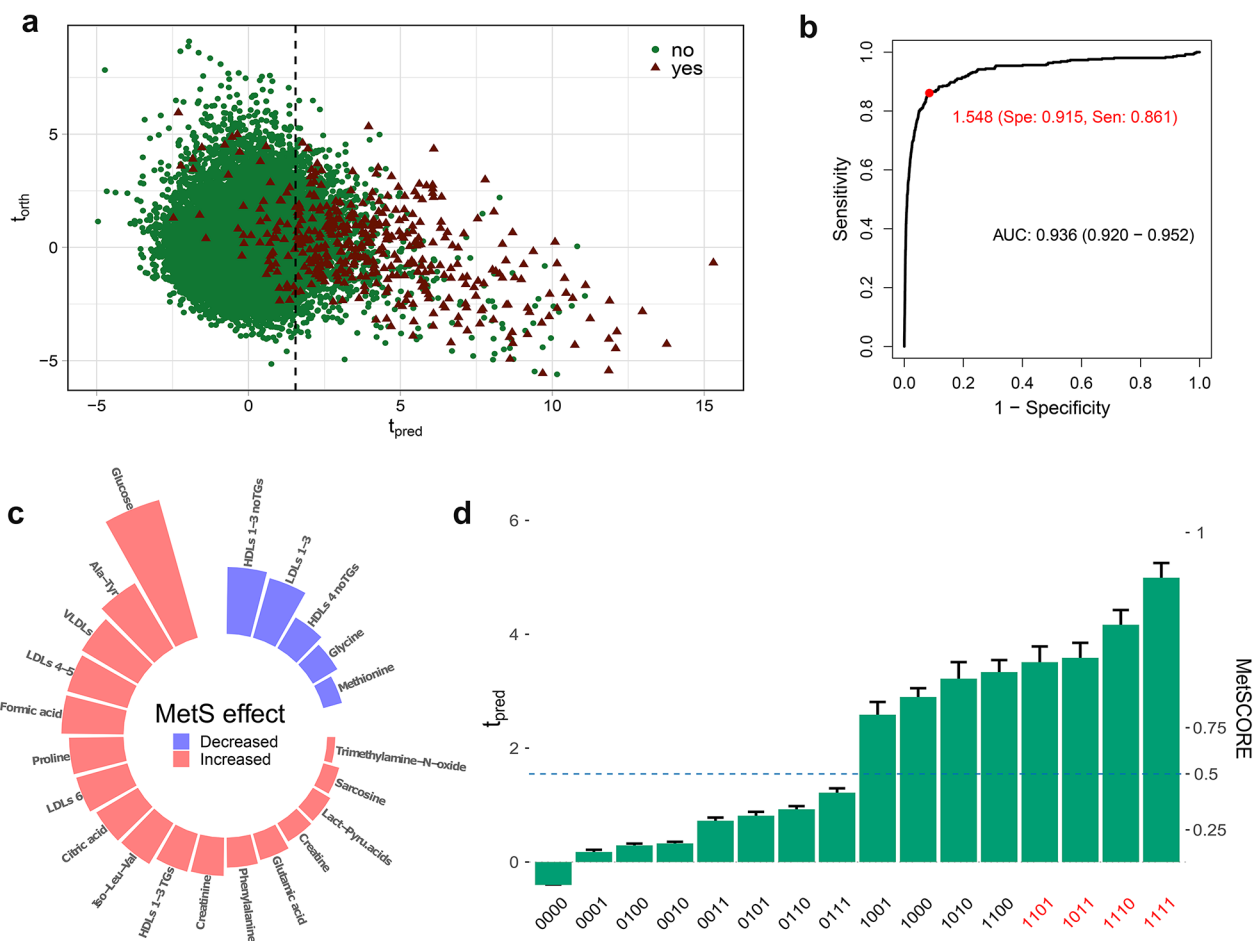 a
no
yes
5
0
−5
t_orth
−5
0
5
10
15
t_pred
b
1.0
0.8
0.6
0.4
0.2
0.0
Sensitivity
1.548 (Spe: 0.915, Sen: 0.861)
AUC: 0.936 (0.920 − 0.952)
0.0
0.2
0.4
0.6
0.8
1.0
1 − Specificity
c
Glucose
Ala−Tyr
VLDLs
LDLs 4−5
Formic acid
Proline
LDLs 6
Citric acid
Iso−Leu−Val
HDLs 1−3 TGs
Creatinine
Phenylalanine
Glutamic acid
Creatine
Lact−Pyru.acids
Sarcosine
Trimethylamine−N−oxide
Methionine
Glycine
HDLs 4 noTGs
LDLs 1−3
HDLs 1−3 noTGs
MetS effect
Decreased
Increased
d
6
4
2
0
t_pred
1
0.75
0.5
0.25
MetSCORE
0000
0001
0100
0010
0011
0101
0110
0111
1001
1000
1010
1100
1101
1011
1110
1111